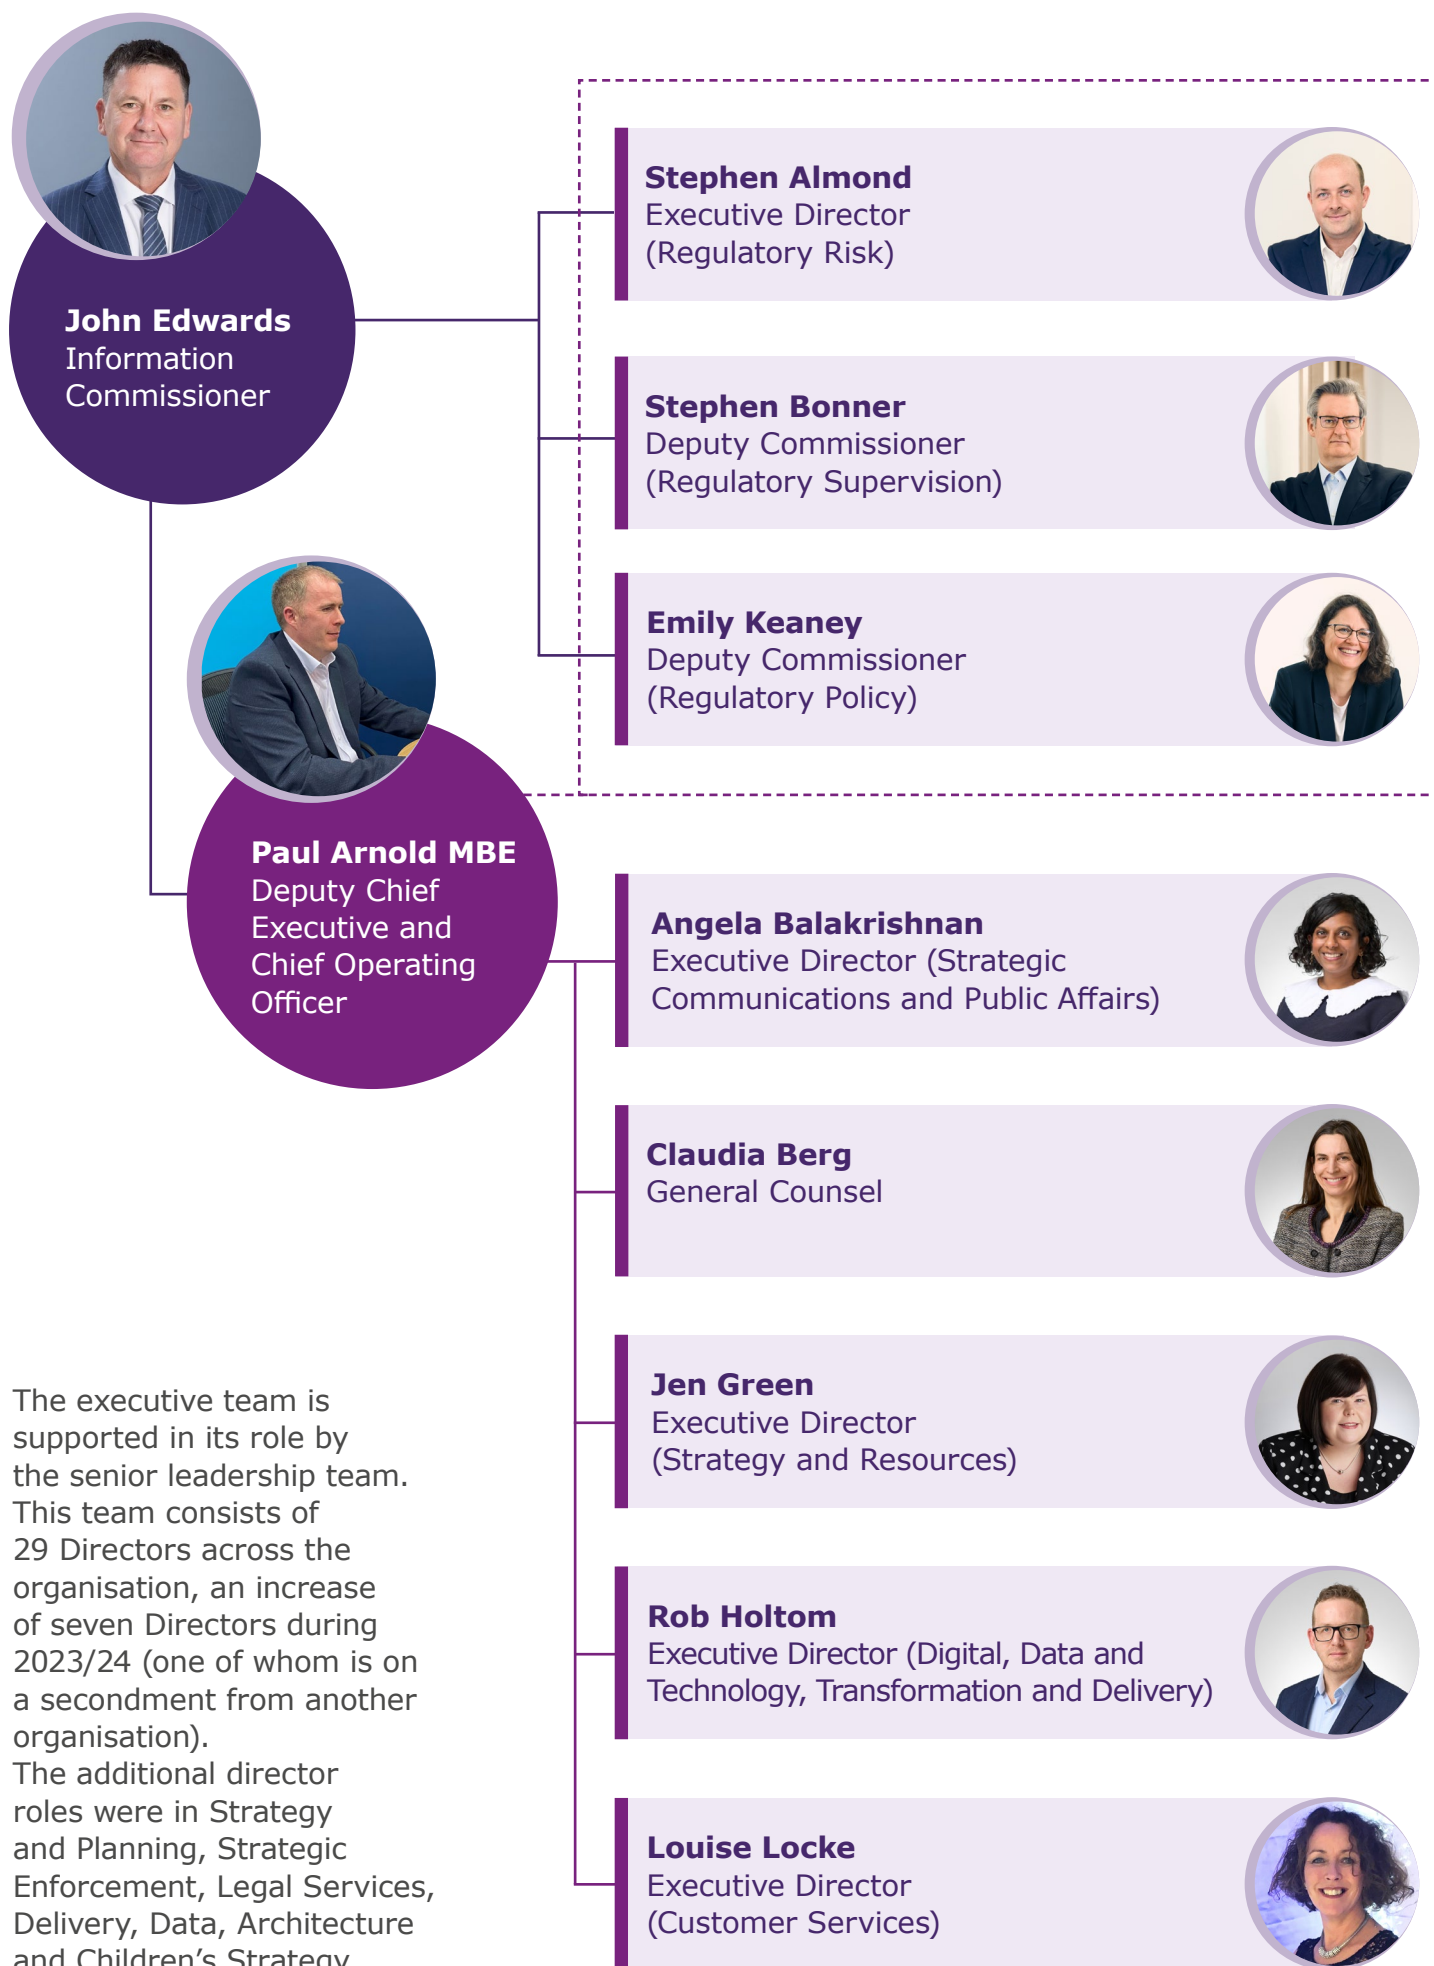 John Edwards
Information
Commissioner
Stephen Almond
Executive Director
(Regulatory Risk)
Stephen Bonner
Deputy Commissioner
(Regulatory Supervision)
Emily Keaney
Deputy Commissioner
(Regulatory Policy)
Paul Arnold MBE
Deputy Chief
Executive and
Chief Operating
Officer
Angela Balakrishnan
Executive Director (Strategic
Communications and Public Affairs)
Claudia Berg
General Counsel
Jen Green
Executive Director
(Strategy and Resources)
Rob Holtom
Executive Director (Digital, Data and
Technology, Transformation and Delivery)
Louise Locke
Executive Director
(Customer Services)
The executive team is
supported in its role by
the senior leadership team.
This team consists of
29 Directors across the
organisation, an increase
of seven Directors during
2023/24 (one of whom is on
a secondment from another
organisation).
The additional director
roles were in Strategy
and Planning, Strategic
Enforcement, Legal Services,
Delivery, Data, Architecture
and Children’s Strategy